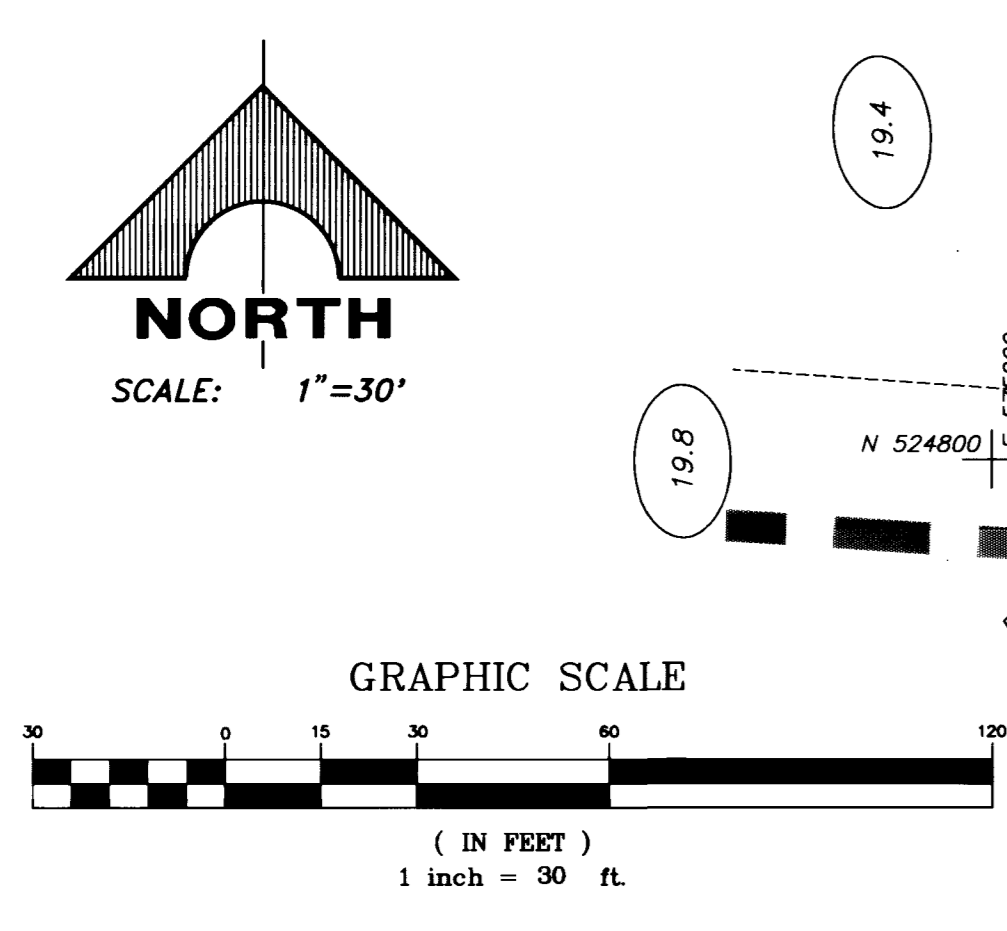 19.4
NORTH
SCALE: 1"=30'
19.8
N 524800
GRAPHIC SCALE
30 0 15 30 60 120
( IN FEET )
1 inch = 30 ft.